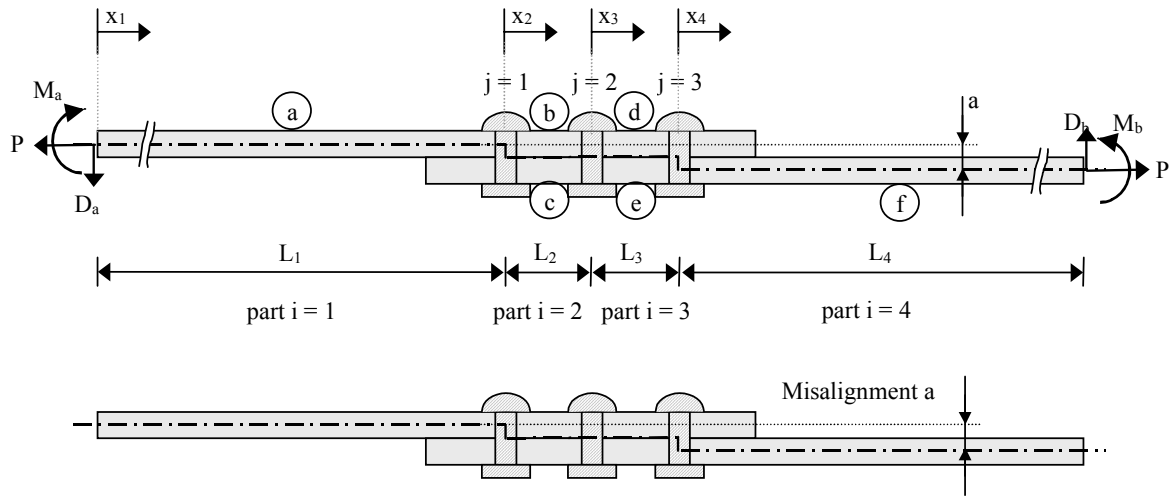 x1 x2 x3 x4
j = 1 j = 2 j = 3
Ma a b d a Db Mb
P P
Da c e f
L1 L2 L3 L4
part i = 1 part i = 2 part i = 3 part i = 4
Misalignment a
a